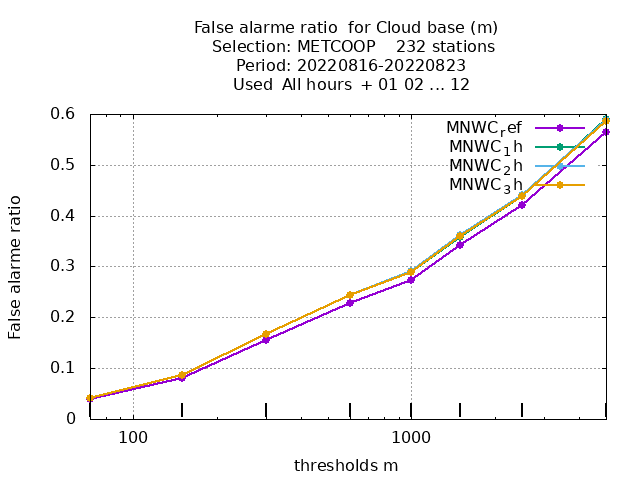 False alarme ratio  for Cloud base (m)
Selection: METCOOP    232 stations
Period: 20220816-20220823
Used  All hours  + 01 02 ... 12
0.6
0.5
0.4
0.3
0.2
0.1
0
False alarme ratio
MNWC_ref
MNWC_1h
MNWC_2h
MNWC_3h
100
1000
thresholds m